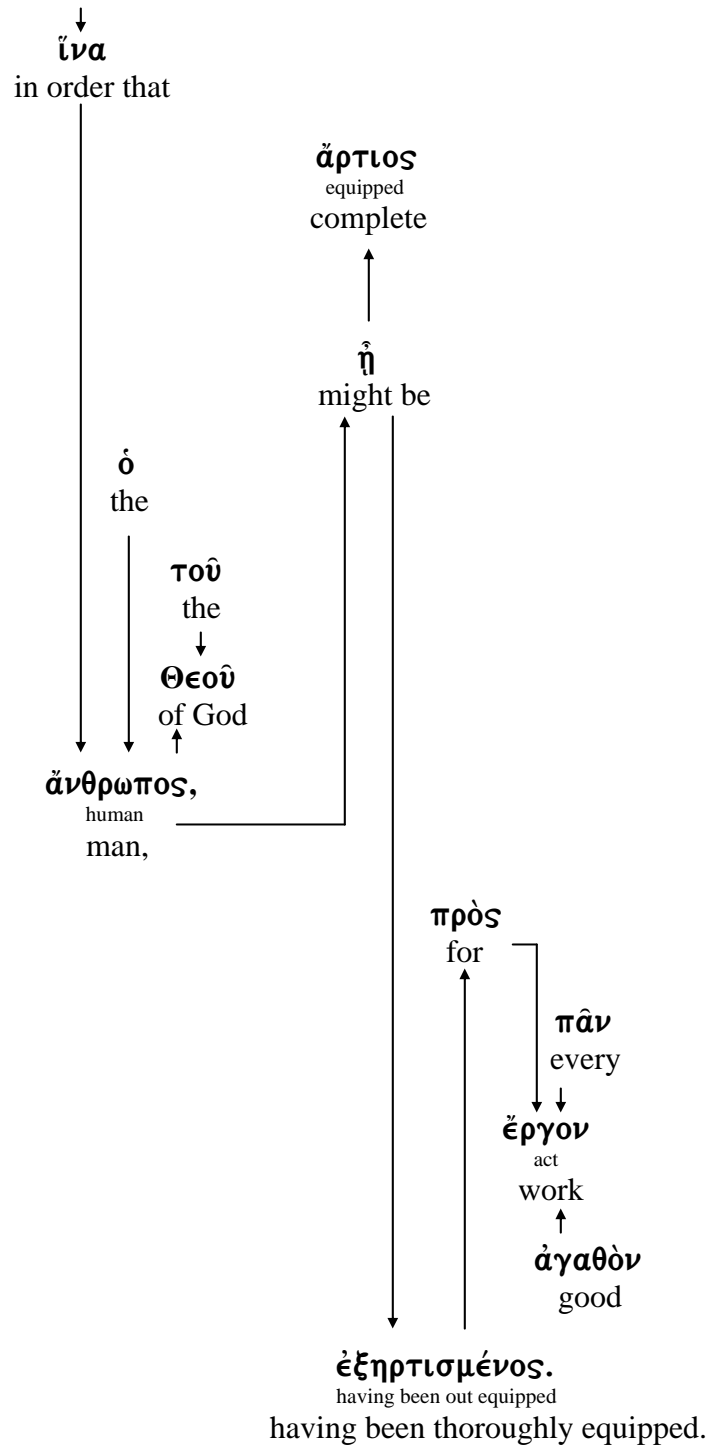 ἵνα
in order that
ἄρτιος
equipped
complete
ᾖ
might be
ὁ
the
τοῦ
the
Θεοῦ
of God
ἄνθρωπος,
human
man,
πρὸς
for
πᾶν
every
ἔργον
act
work
ἀγαθὸν
good
ἐξηρτισμένος.
having been out equipped
having been thoroughly equipped.